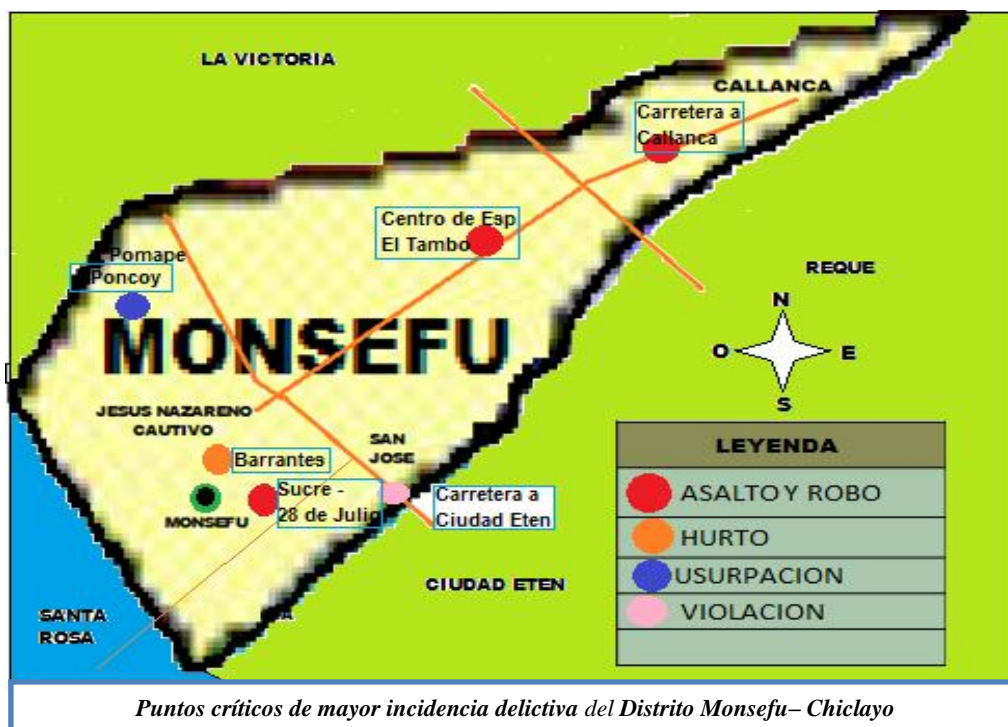 LA VICTORIA
CALLANCA
Carretera a
Callanca
Centro de Esp
El Tambo
Pomape
Poncoy
REQUE
MONSEFU
N
O
E
S
JESUS NAZARENO
CAUTIVO
SAN
JOSE
Barrantes
Sucre -
28 de Julio
MONSEFU
Carretera a
Ciudad Eten
CIUDAD ETEN
SANTA
ROSA
LEYENDA
ASALTO Y ROBO
HURTO
USURPACION
VIOLACION
Puntos críticos de mayor incidencia delictiva del Distrito Monsefu– Chiclayo